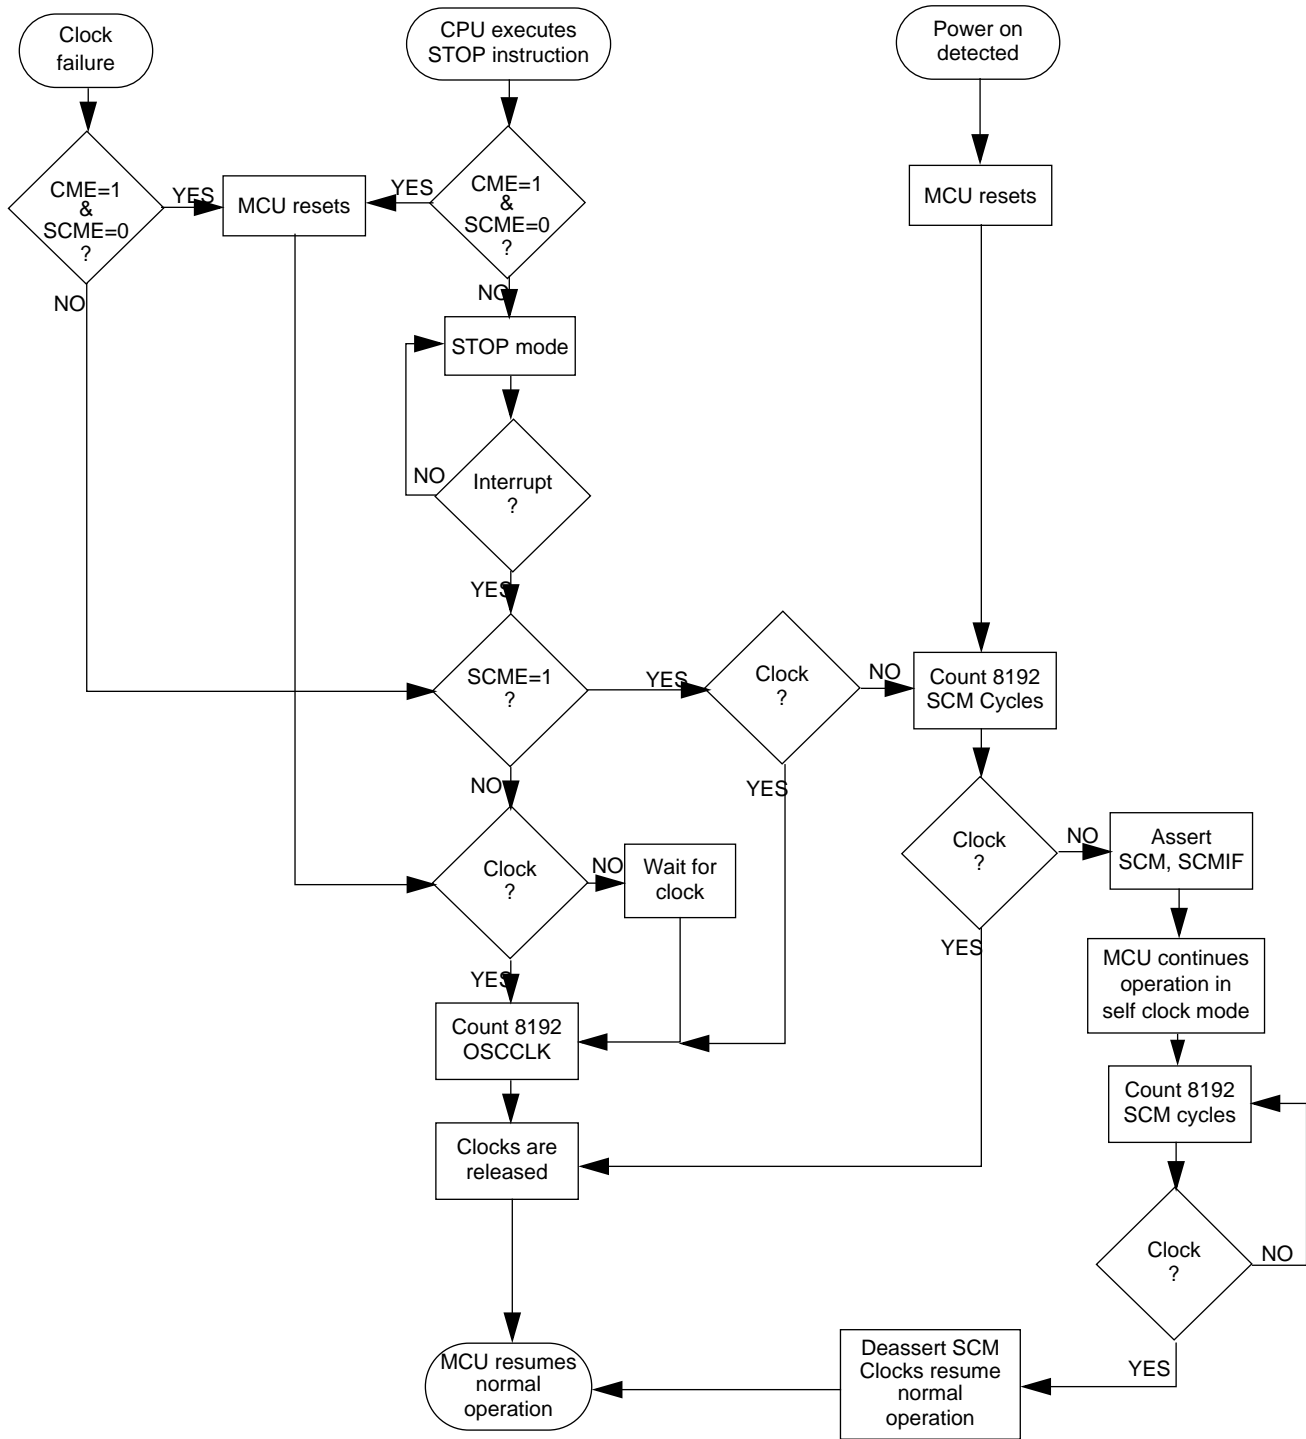 Clock
failure
CPU executes
STOP instruction
Power on
detected
CME=1
&
SCME=0
?
YES
NO
MCU resets
YES
CME=1
&
SCME=0
?
NO
MCU resets
STOP mode
NO
Interrupt
?
YES
SCME=1
?
YES
NO
Clock
?
NO
YES
Count 8192
SCM Cycles
Clock
?
NO
YES
Wait for
clock
Clock
?
NO
YES
Assert
SCM, SCMIF
MCU continues
operation in
self clock mode
Count 8192
OSCCLK
Count 8192
SCM cycles
Clocks are
released
Clock
?
NO
YES
MCU resumes
normal
operation
Deassert SCM
Clocks resume
normal
operation